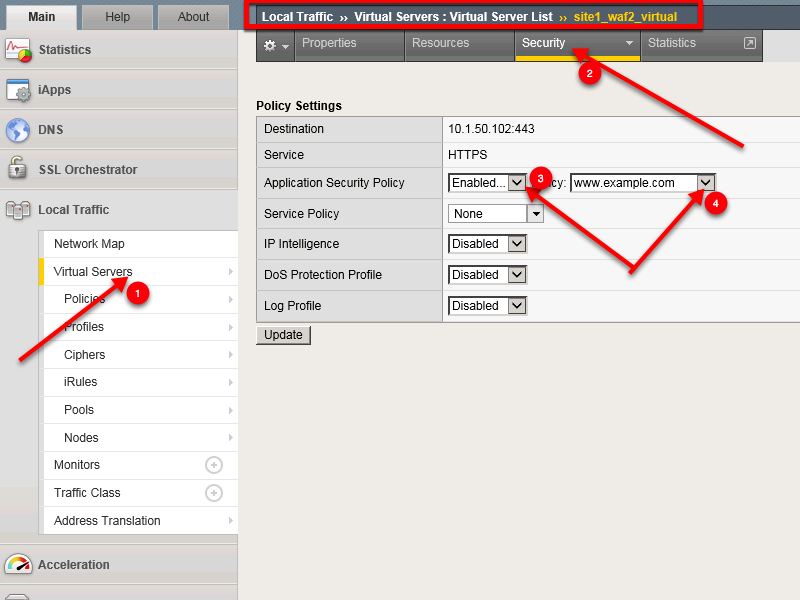 Main
Help
About
Local Traffic ›› Virtual Servers : Virtual Server List ›› site1_waf2_virtual
Properties
Resources
Security
Statistics
2
Statistics
iApps
DNS
SSL Orchestrator
Local Traffic
Network Map
Virtual Servers
1
Policies
Profiles
Ciphers
iRules
Pools
Nodes
Monitors
Traffic Class
Address Translation
Acceleration
Policy Settings
Destination 10.1.50.102:443
Service HTTPS
Application Security Policy Enabled... 3 www.example.com
4
Service Policy None
IP Intelligence Disabled
DoS Protection Profile Disabled
Log Profile Disabled
Update